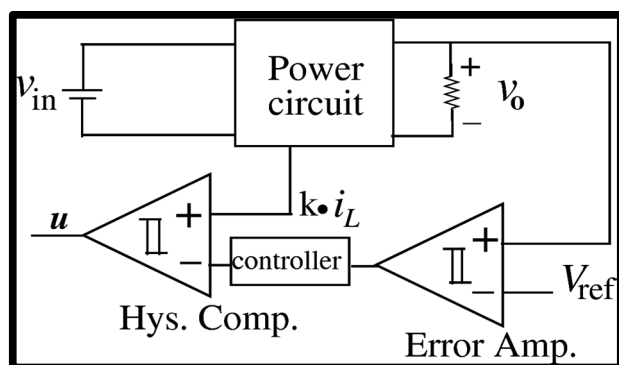 Power
circuit
+
v_in
v_o
−
k• i_L
u
+
−
controller
+
−
V_ref
Hys. Comp.
Error Amp.